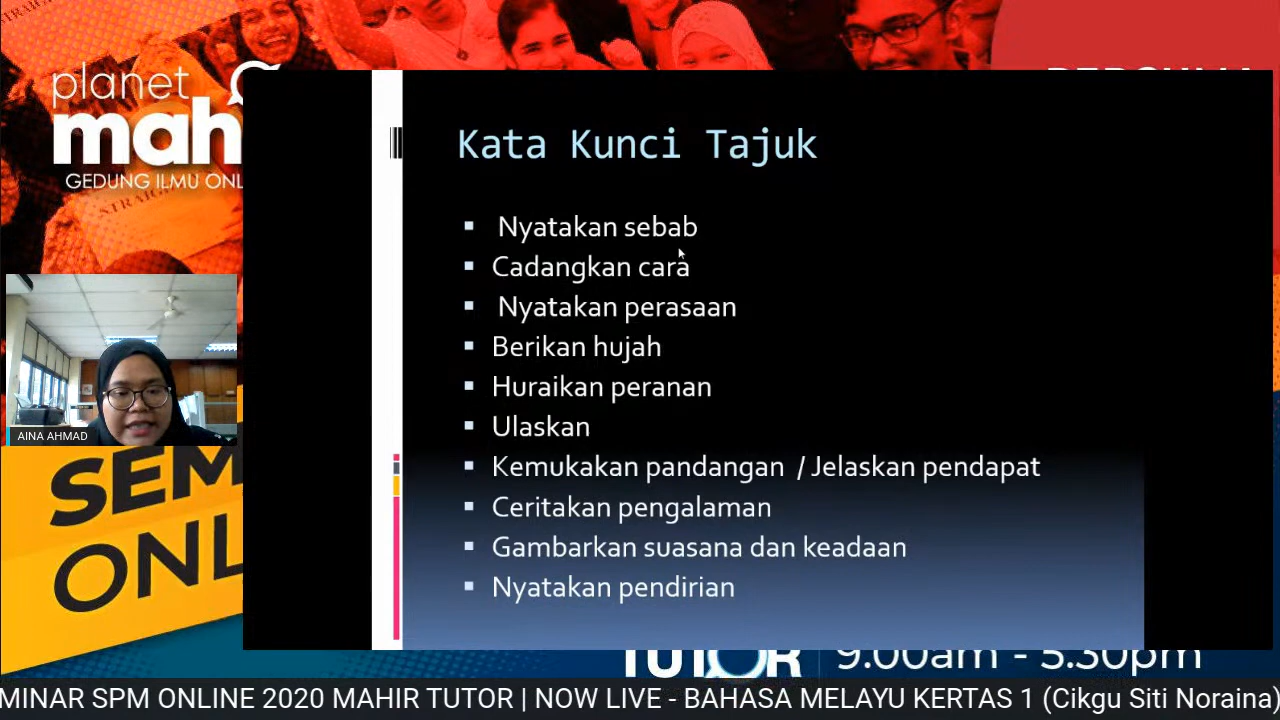 planet
mah
GEDUNG ILMU ONL
Kata Kunci Tajuk
Nyatakan sebab
Cadangkan cara
Nyatakan perasaan
Berikan hujah
Huraikan peranan
Ulaskan
Kemukakan pandangan / Jelaskan pendapat
Ceritakan pengalaman
Gambarkan suasana dan keadaan
Nyatakan pendirian
AINA AHMAD
SEM
ONL
TUTOR
9.00am - 5.30pm
MINAR SPM ONLINE 2020 MAHIR TUTOR | NOW LIVE - BAHASA MELAYU KERTAS 1 (Cikgu Siti Noraina)